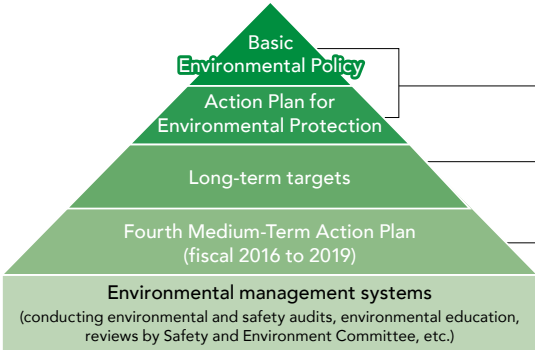 Basic
Environmental Policy
Action Plan for
Environmental Protection
Long-term targets
Fourth Medium-Term Action Plan
(fiscal 2016 to 2019)
Environmental management systems
(conducting environmental and safety audits, environmental education,
reviews by Safety and Environment Committee, etc.)